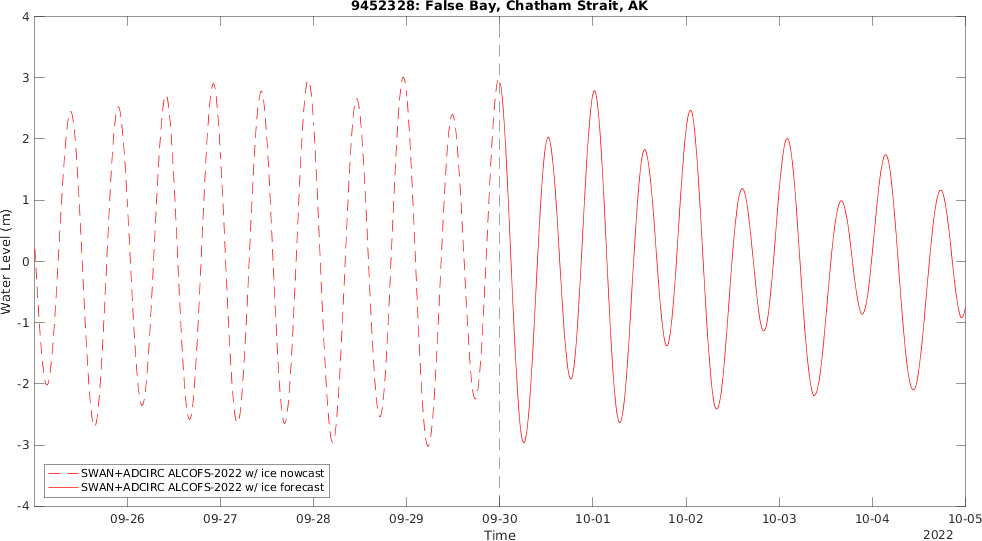 9452328: False Bay, Chatham Strait, AK
Water Level (m)
4
3
2
1
0
-1
-2
-3
-4
SWAN+ADCIRC ALCOFS-2022 w/ ice nowcast
SWAN+ADCIRC ALCOFS-2022 w/ ice forecast
09-26 09-27 09-28 09-29 09-30 10-01 10-02 10-03 10-04 10-05
Time
2022